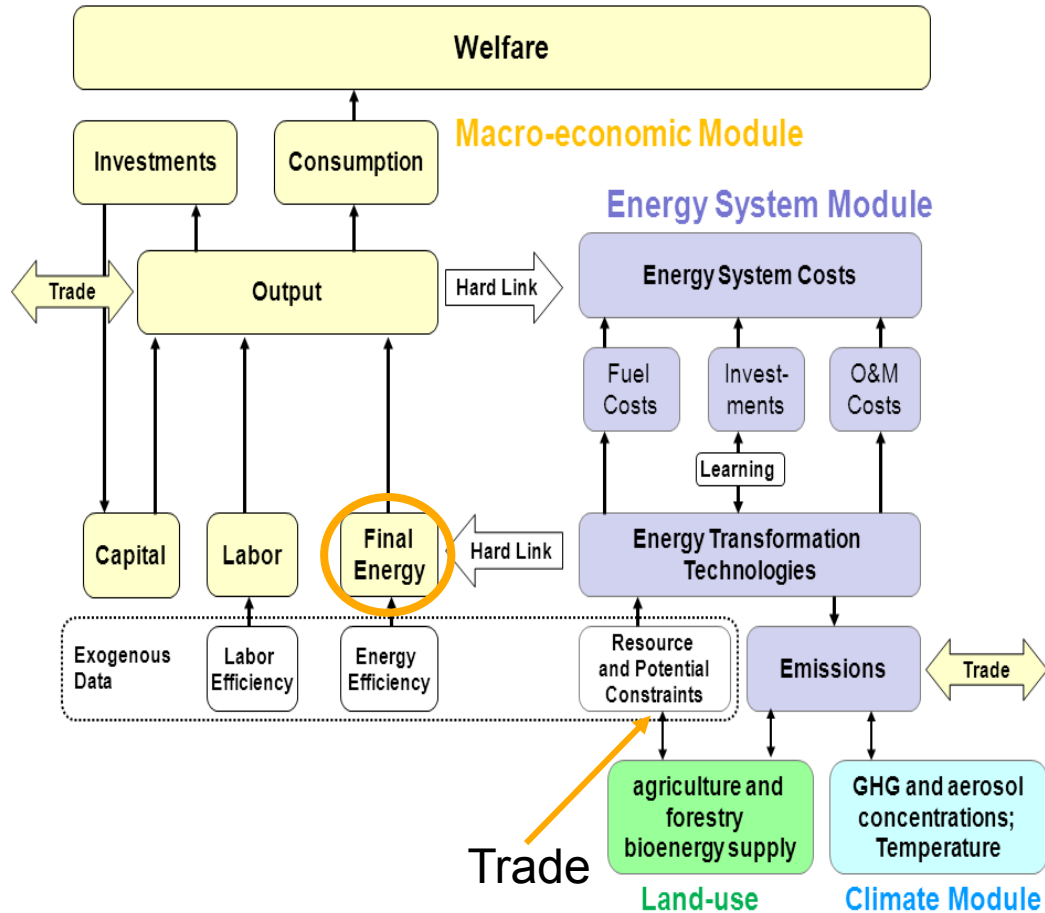 Welfare
Macro-economic Module
Investments
Consumption
Energy System Module
Trade
Output
Hard Link
Energy System Costs
Fuel
Costs
Invest-
ments
O&M
Costs
Learning
Capital
Labor
Final
Energy
Hard Link
Energy Transformation
Technologies
Exogenous
Data
Labor
Efficiency
Energy
Efficiency
Resource
and Potential
Constraints
Emissions
Trade
Trade
agriculture and
forestry
bioenergy supply
GHG and aerosol
concentrations;
Temperature
Land-use
Climate Module